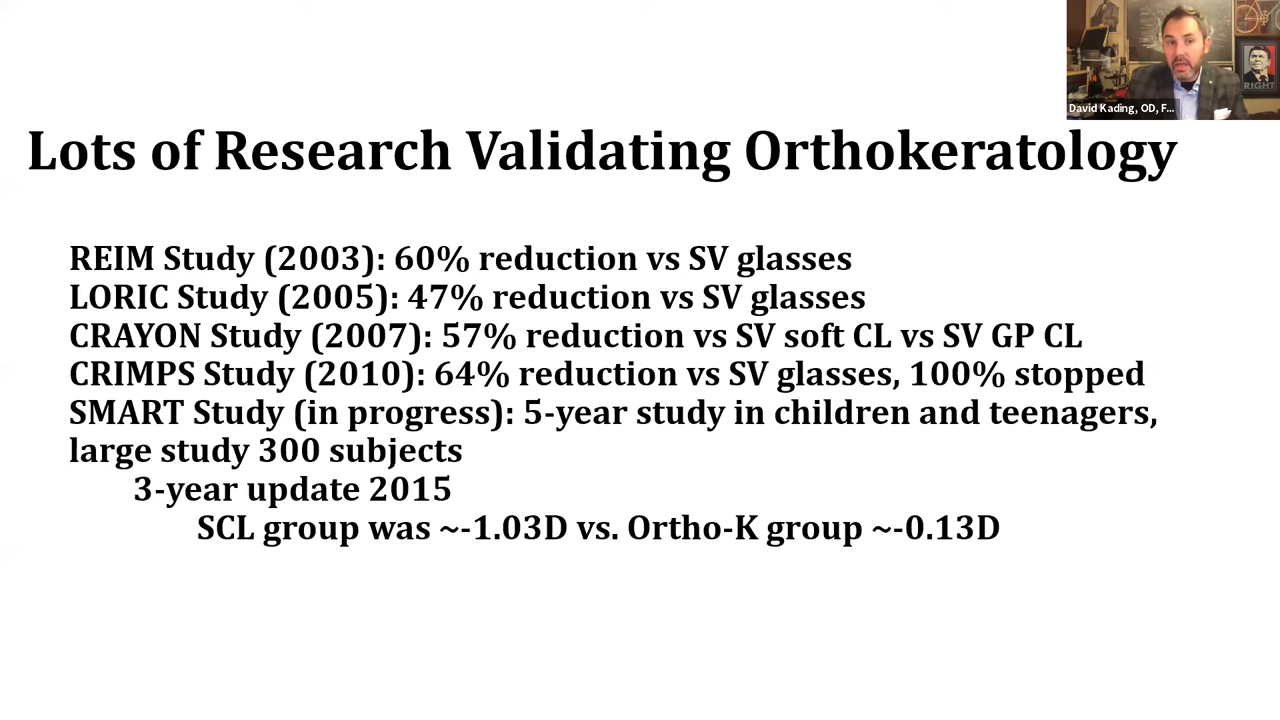 David Kading, OD, F...
RIGHT
Lots of Research Validating Orthokeratology
REIM Study (2003): 60% reduction vs SV glasses
LORIC Study (2005): 47% reduction vs SV glasses
CRAYON Study (2007): 57% reduction vs SV soft CL vs SV GP CL
CRIMPS Study (2010): 64% reduction vs SV glasses, 100% stopped
SMART Study (in progress): 5-year study in children and teenagers,
large study 300 subjects
3-year update 2015
SCL group was ~-1.03D vs. Ortho-K group ~-0.13D